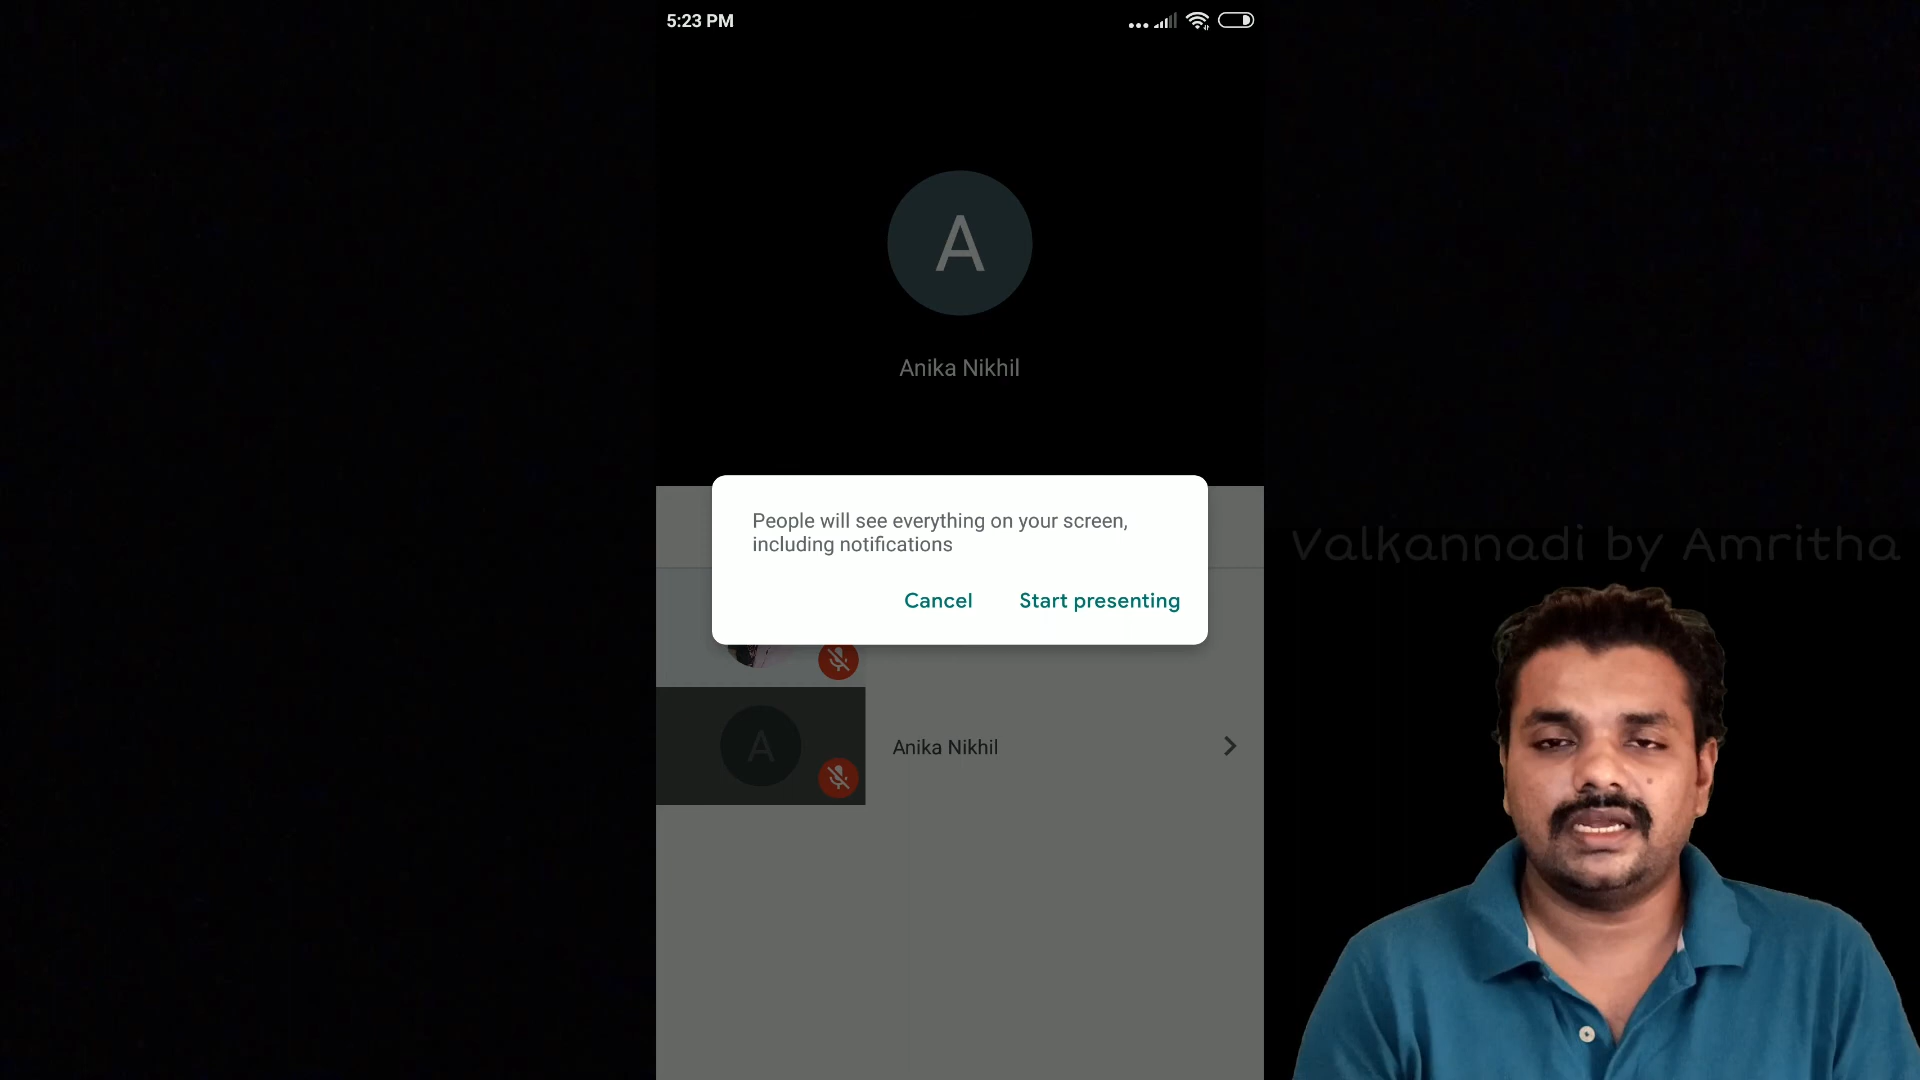 5:23 PM
A
Anika Nikhil
People will see everything on your screen,
including notifications
Cancel
Start presenting
Valkannadi by Amritha
A
Anika Nikhil